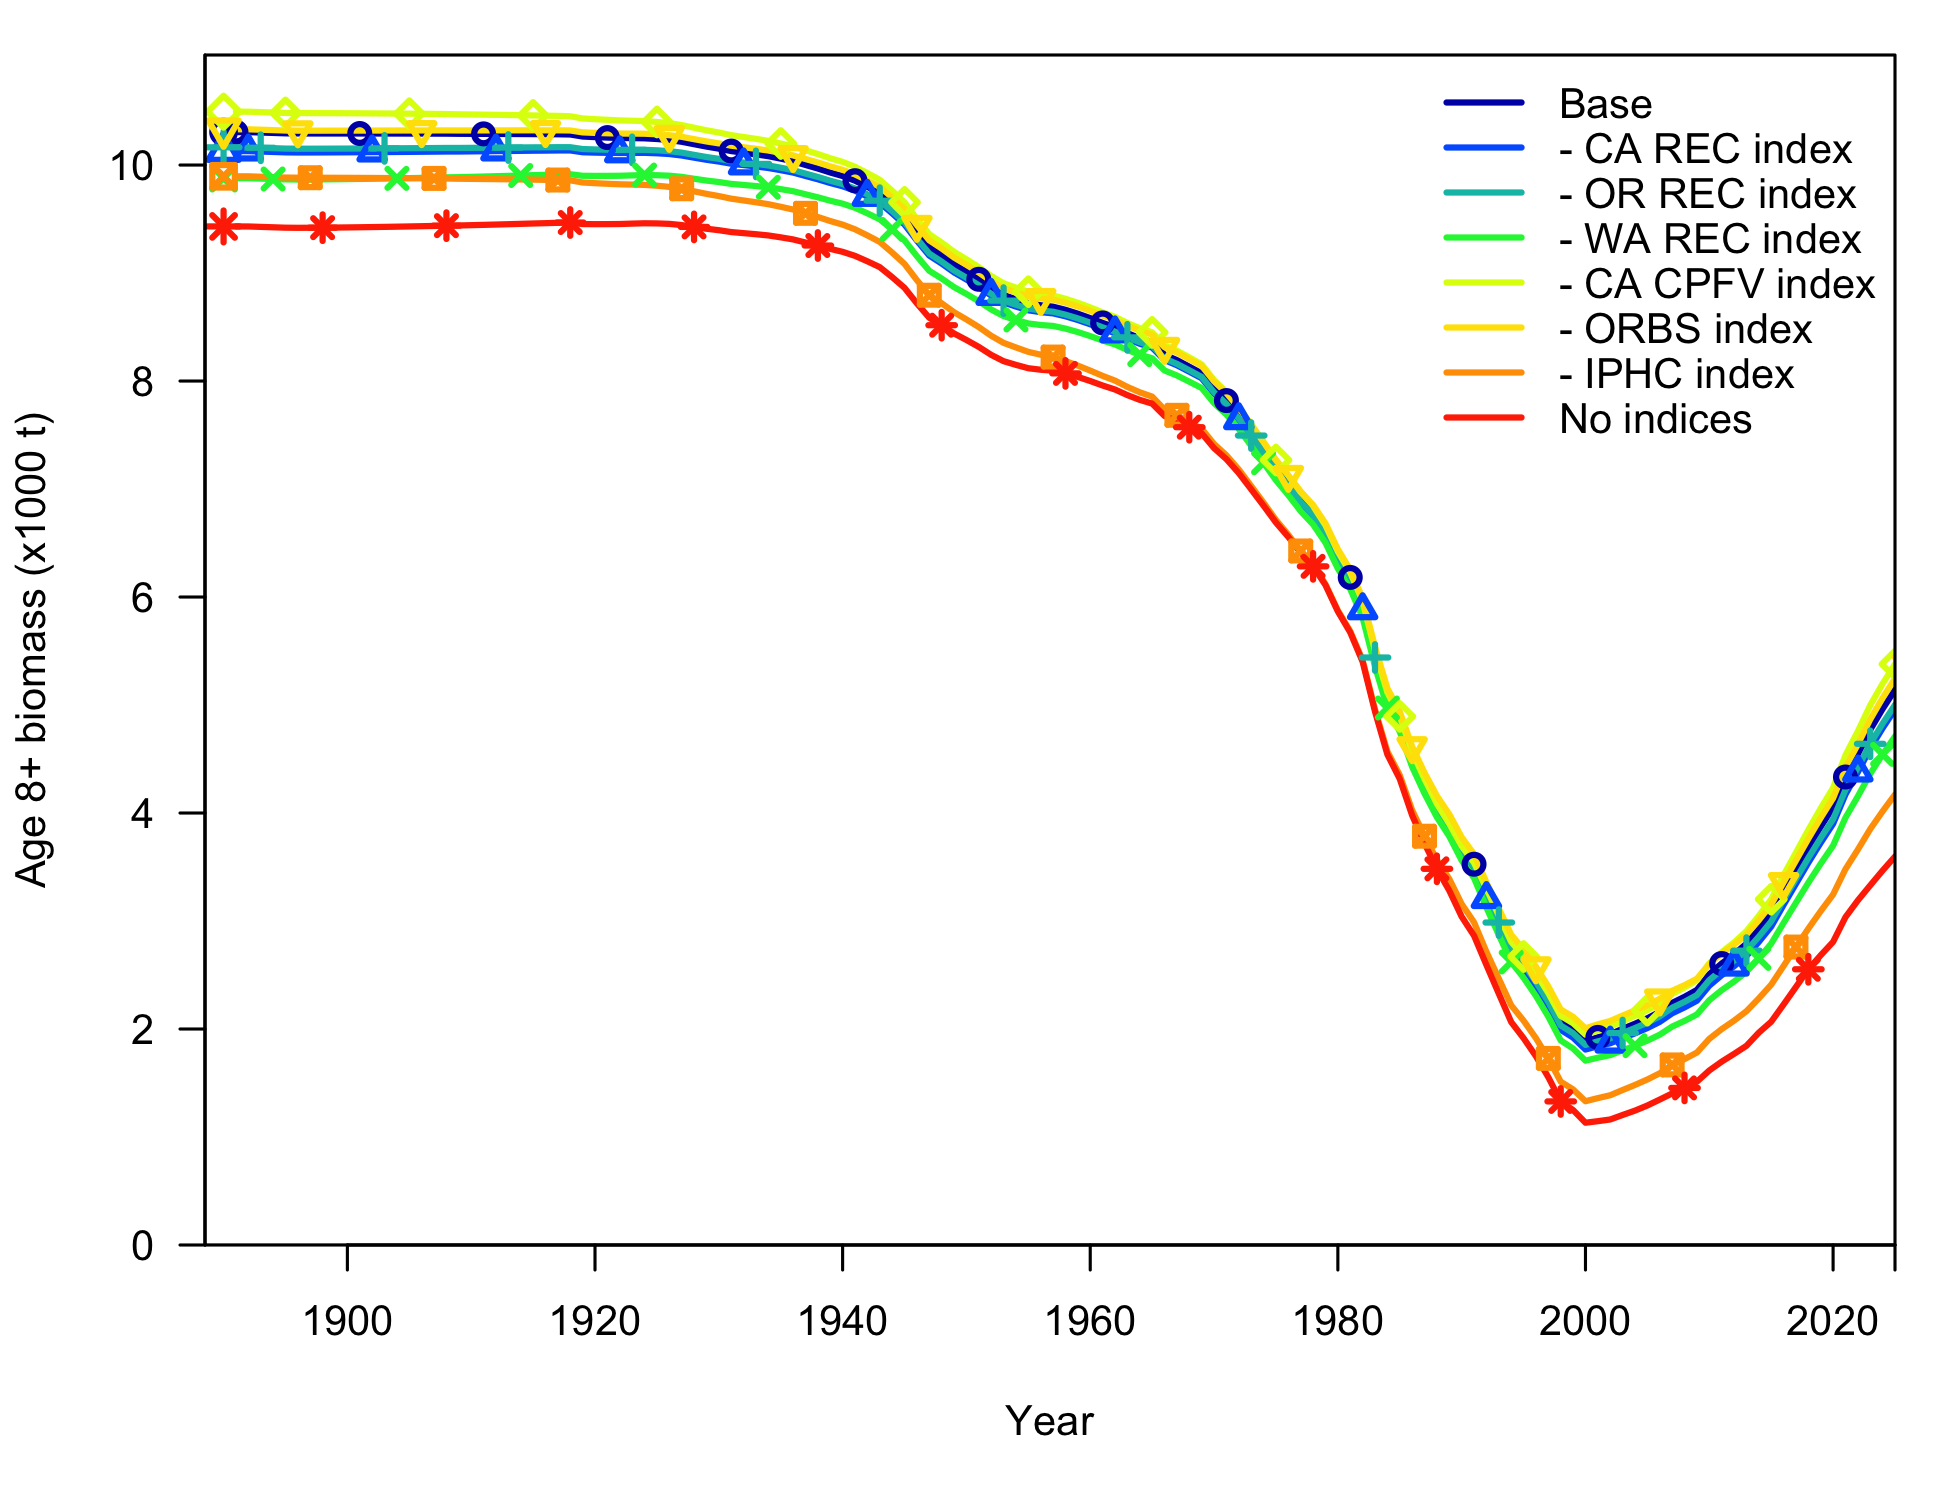 Base
- CA REC index
- OR REC index
- WA REC index
- CA CPFV index
- ORBS index
- IPHC index
No indices
Age 8+ biomass (x1000 t)
10
8
6
4
2
0
1900 1920 1940 1960 1980 2000 2020
Year